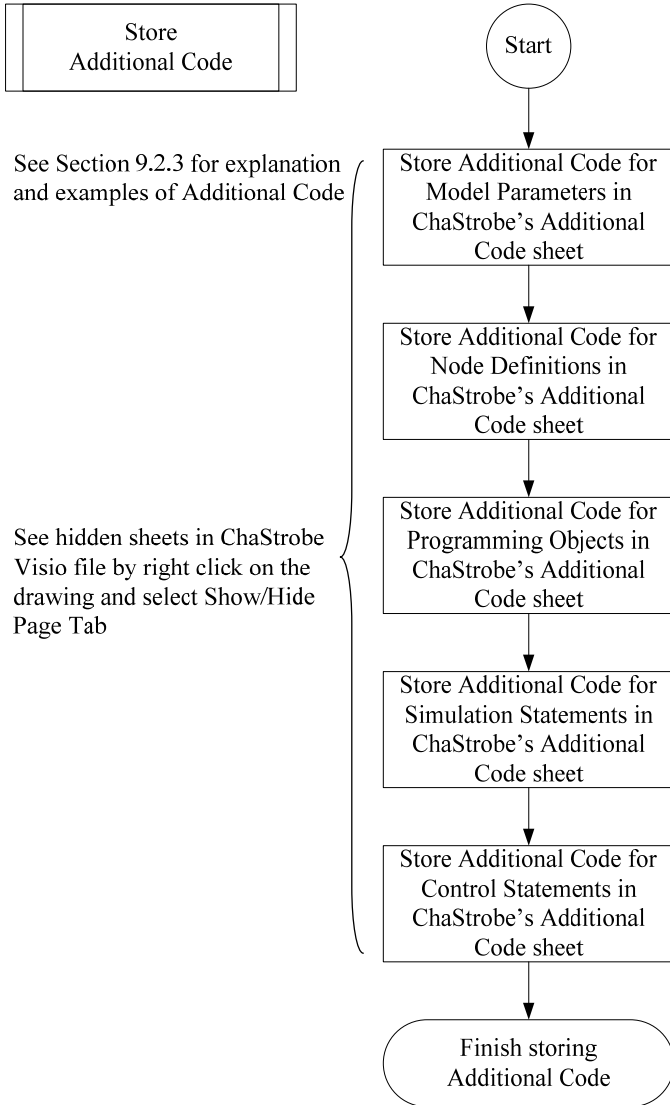 Store
Additional Code
Start
See Section 9.2.3 for explanation
and examples of Additional Code
Store Additional Code for
Model Parameters in
ChaStrobe's Additional
Code sheet
Store Additional Code for
Node Definitions in
ChaStrobe's Additional
Code sheet
See hidden sheets in ChaStrobe
Visio file by right click on the
drawing and select Show/Hide
Page Tab
Store Additional Code for
Programming Objects in
ChaStrobe's Additional
Code sheet
Store Additional Code for
Simulation Statements in
ChaStrobe's Additional
Code sheet
Store Additional Code for
Control Statements in
ChaStrobe's Additional
Code sheet
Finish storing
Additional Code